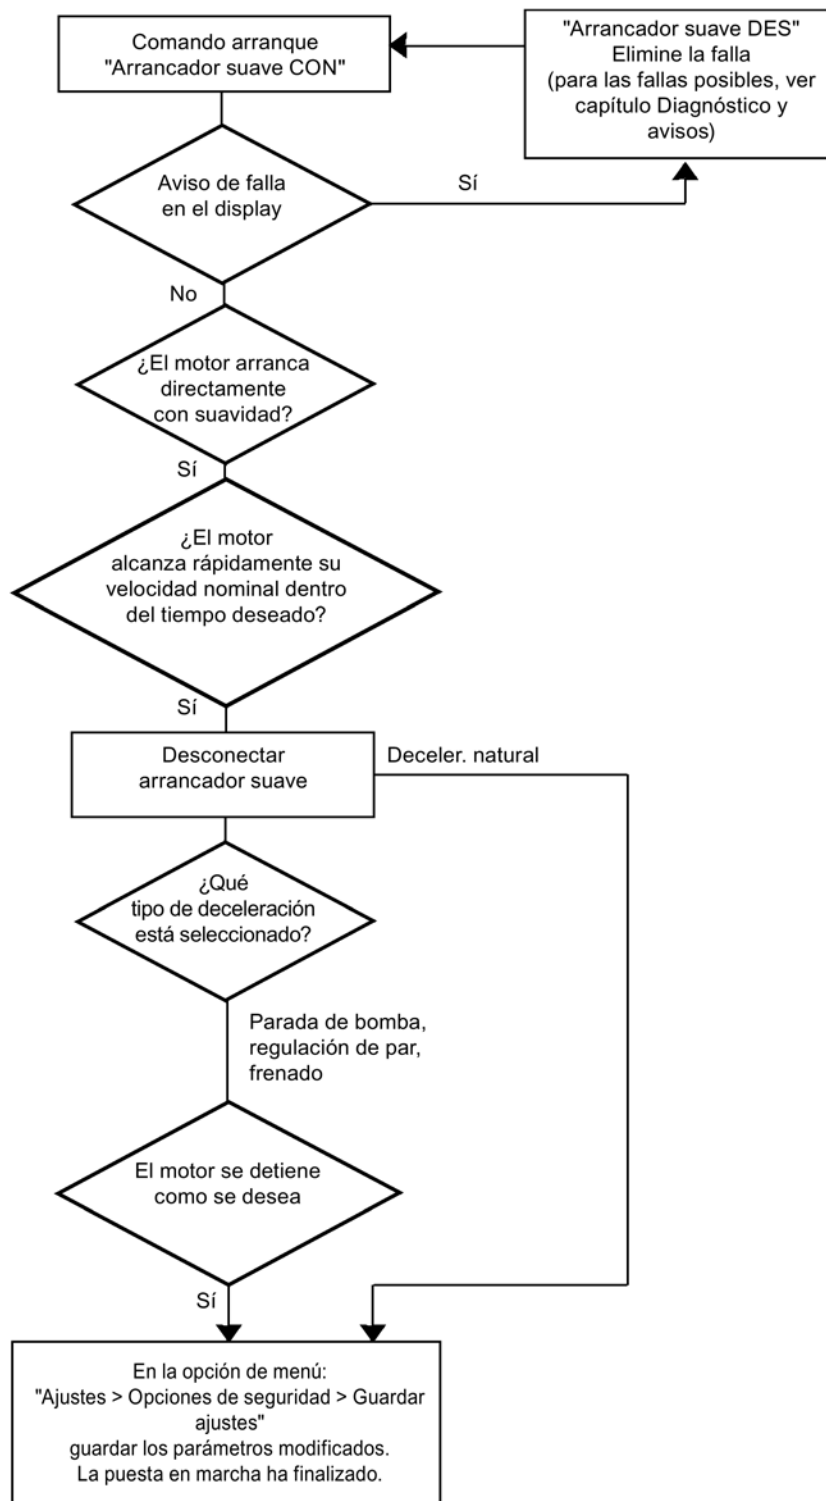 Comando arranque
"Arrancador suave CON"
"Arrancador suave DES"
Elimine la falla
(para las fallas posibles, ver
capítulo Diagnóstico y
avisos)
Aviso de falla
en el display
Sí
No
¿El motor arranca
directamente
con suavidad?
Sí
¿El motor
alcanza rápidamente su
velocidad nominal dentro
del tiempo deseado?
Sí
Desconectar
arrancador suave
Deceler. natural
¿Qué
tipo de deceleración
está seleccionado?
Parada de bomba,
regulación de par,
frenado
El motor se detiene
como se desea
Sí
En la opción de menú:
"Ajustes > Opciones de seguridad > Guardar
ajustes"
guardar los parámetros modificados.
La puesta en marcha ha finalizado.